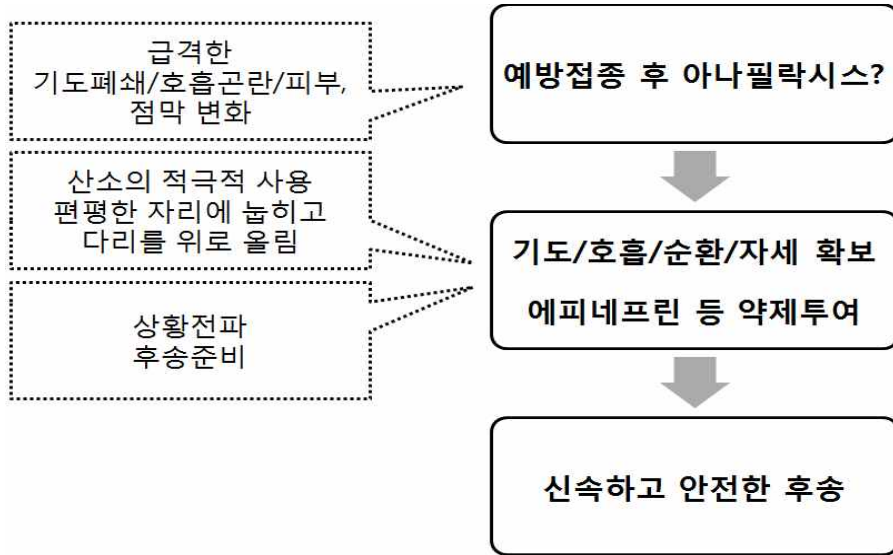 급격한
기도폐쇄/호흡곤란/피부,
점막 변화
예방접종 후 아나필락시스?
산소의 적극적 사용
편평한 자리에 눕히고
다리를 위로 올림
상황전파
후송준비
기도/호흡/순환/자세 확보
에피네프린 등 약제투여
신속하고 안전한 후송